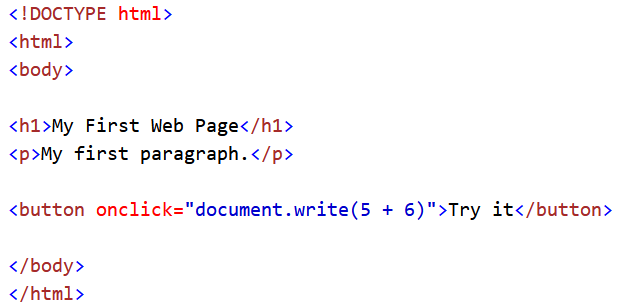 <!DOCTYPE html>
<html>
<body>
<h1>My First Web Page</h1>
<p>My first paragraph.</p>
<button onclick="document.write(5 + 6)">Try it</button>
</body>
</html>